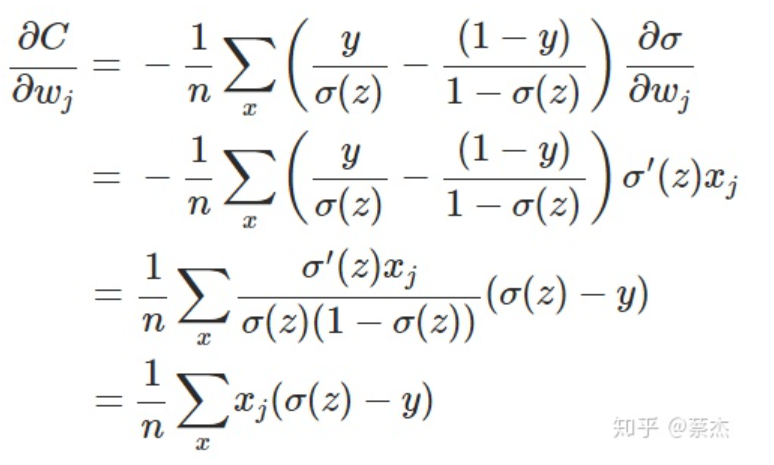 ∂C/∂w_j = − 1/n ∑_x ( y/σ(z) − (1 − y)/(1 − σ(z)) ) ∂σ/∂w_j
= − 1/n ∑_x ( y/σ(z) − (1 − y)/(1 − σ(z)) ) σ′(z)x_j
= 1/n ∑_x σ′(z)x_j/(σ(z)(1 − σ(z))) (σ(z) − y)
= 1/n ∑_x x_j(σ(z) − y)
知乎 @蔡杰